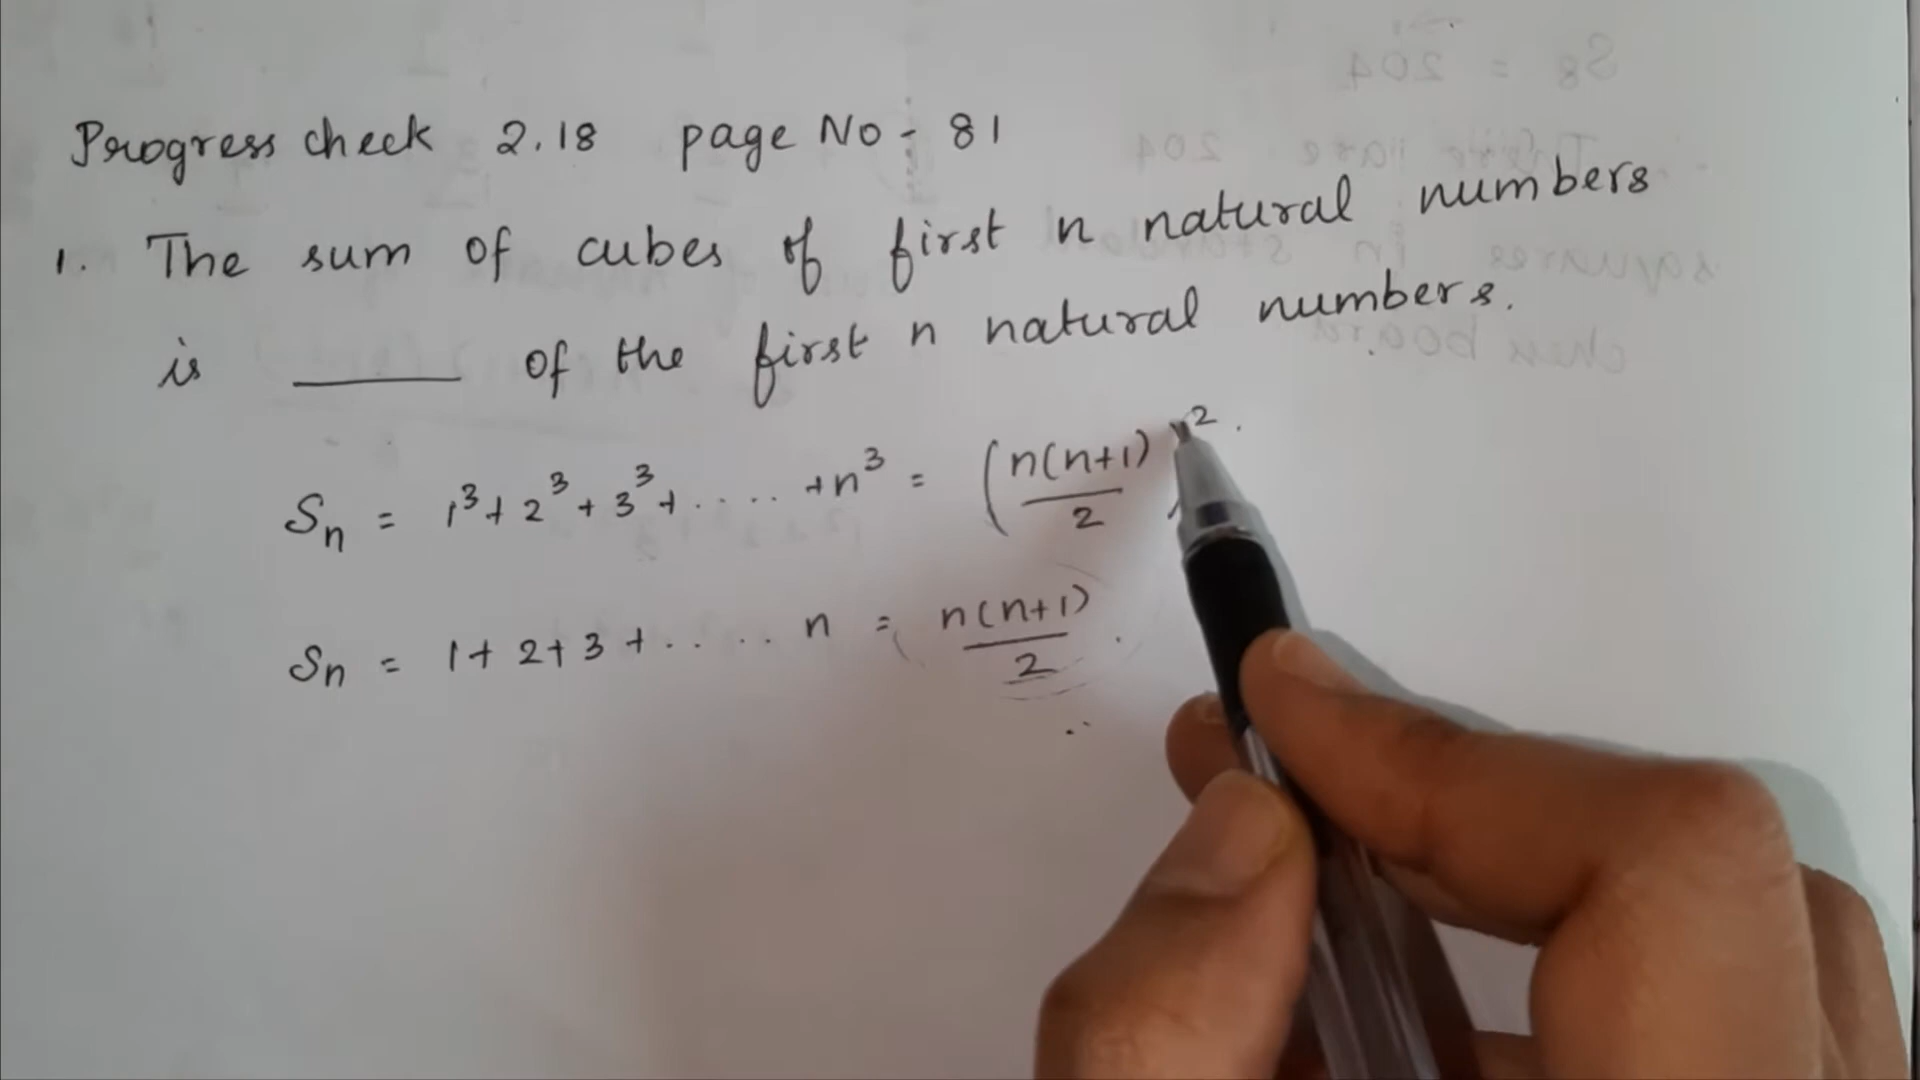 Progress check 2.18 page No - 81
1. The sum of cubes of first n natural numbers
is ______ of the first n natural numbers.
Sn = 1³ + 2³ + 3³ + ..... + n³ = (n(n+1)/2)².
Sn = 1 + 2 + 3 + ..... n = n(n+1)/2